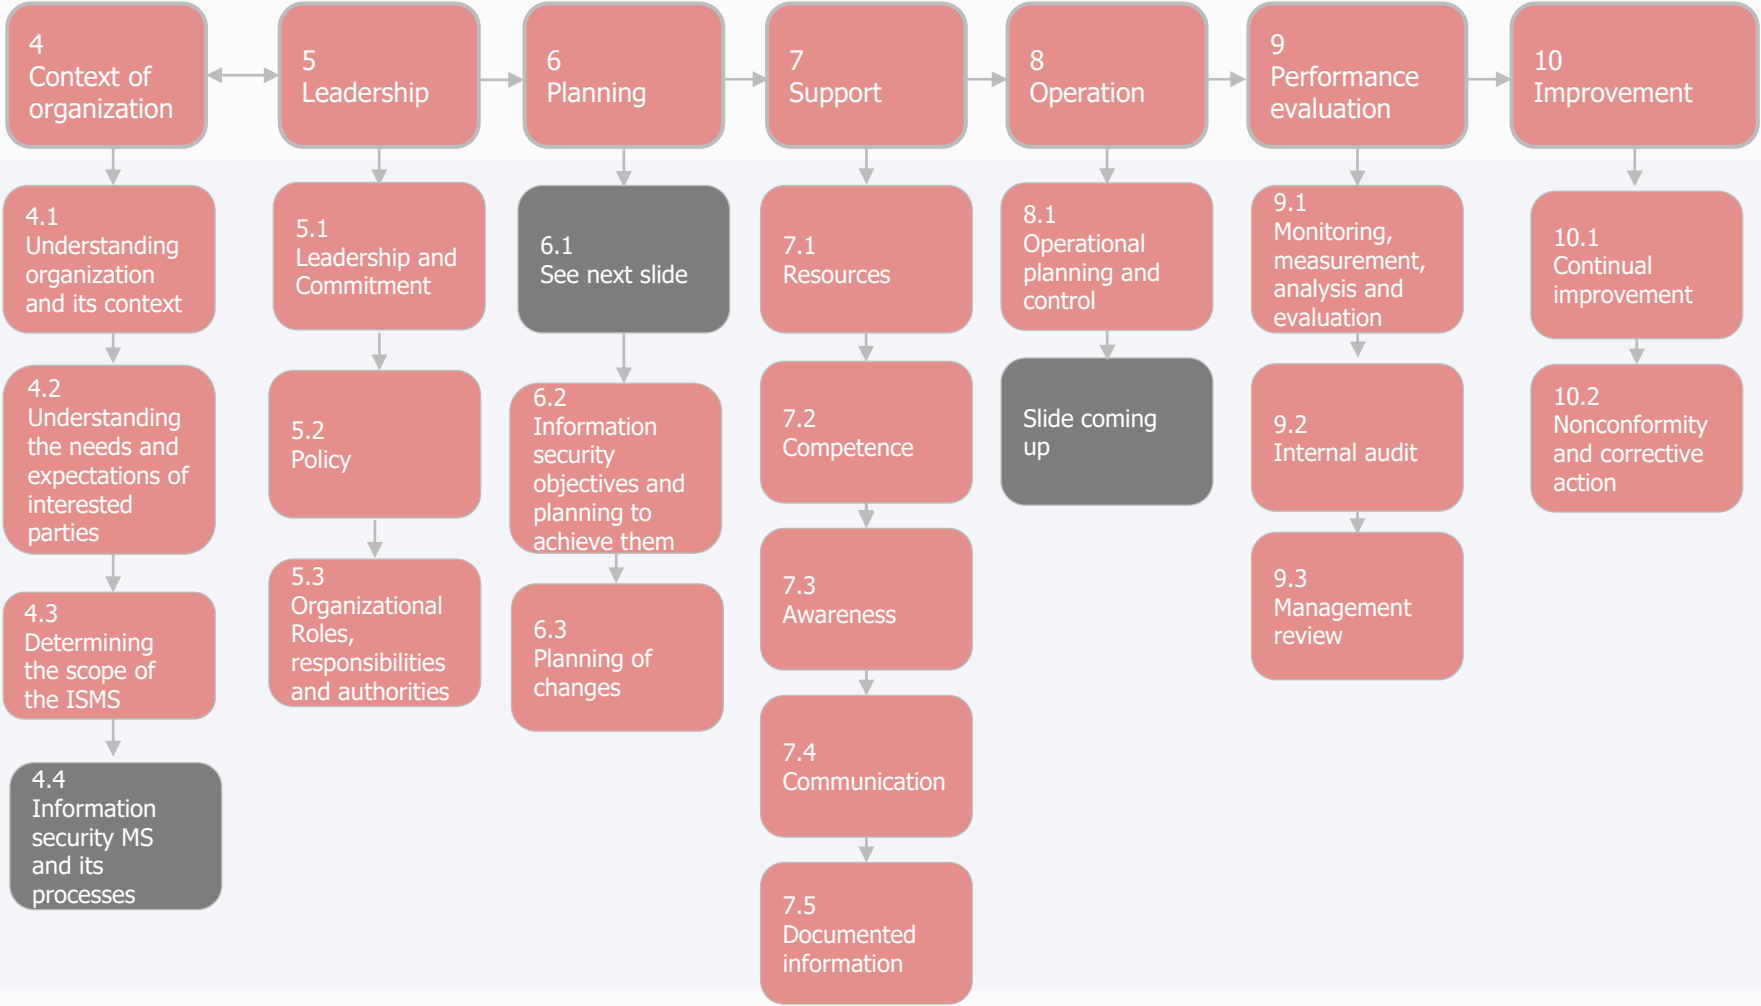 4
Context of
organization
5
Leadership
6
Planning
7
Support
8
Operation
9
Performance
evaluation
10
Improvement
4.1
Understanding
organization
and its context
4.2
Understanding
the needs and
expectations of
interested
parties
4.3
Determining
the scope of
the ISMS
4.4
Information
security MS
and its
processes
5.1
Leadership and
Commitment
5.2
Policy
5.3
Organizational
Roles,
responsibilities
and authorities
6.1
See next slide
6.2
Information
security
objectives and
planning to
achieve them
6.3
Planning of
changes
7.1
Resources
7.2
Competence
7.3
Awareness
7.4
Communication
7.5
Documented
information
8.1
Operational
planning and
control
Slide coming
up
9.1
Monitoring,
measurement,
analysis and
evaluation
9.2
Internal audit
9.3
Management
review
10.1
Continual
improvement
10.2
Nonconformity
and corrective
action